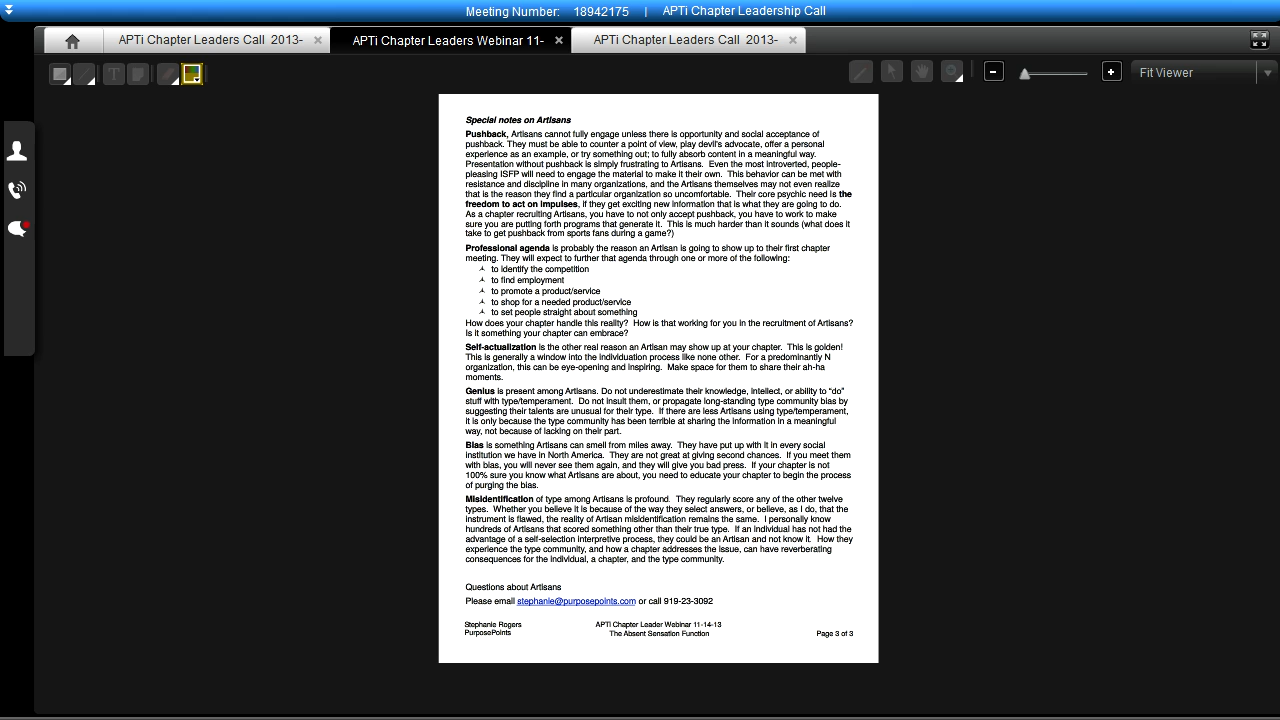 Meeting Number: 18942175 | APTi Chapter Leadership Call
APTi Chapter Leaders Call 2013-
APTi Chapter Leaders Webinar 11-
APTi Chapter Leaders Call 2013-
T
Fit Viewer
Special notes on Artisans
Pushback, Artisans cannot fully engage unless there is opportunity and social acceptance of
pushback. They must be able to counter a point of view, play devil's advocate, offer a personal
experience as an example, or try something out; to fully absorb content in a meaningful way.
Presentation without pushback is simply frustrating to Artisans. Even the most introverted, people-
pleasing ISFP will need to engage the material to make it their own. This behavior can be met with
resistance and discipline in many organizations, and the Artisans themselves may not even realize
that is the reason they find a particular organization so uncomfortable. Their core psychic need is the
freedom to act on impulses, if they get exciting new information that is what they are going to do.
As a chapter recruiting Artisans, you have to not only accept pushback, you have to work to make
sure you are putting forth programs that generate it. This is much harder than it sounds (what does it
take to get pushback from sports fans during a game?)
Professional agenda is probably the reason an Artisan is going to show up to their first chapter
meeting. They will expect to further that agenda through one or more of the following:
to identify the competition
to find employment
to promote a product/service
to shop for a needed product/service
to set people straight about something
How does your chapter handle this reality? How is that working for you in the recruitment of Artisans?
Is it something your chapter can embrace?
Self-actualization is the other real reason an Artisan may show up at your chapter. This is golden!
This is generally a window into the individuation process like none other. For a predominantly N
organization, this can be eye-opening and inspiring. Make space for them to share their ah-ha
moments.
Genius is present among Artisans. Do not underestimate their knowledge, intellect, or ability to “do”
stuff with type/temperament. Do not insult them, or propagate long-standing type community bias by
suggesting their talents are unusual for their type. If there are less Artisans using type/temperament,
it is only because the type community has been terrible at sharing the information in a meaningful
way, not because of lacking on their part.
Bias is something Artisans can smell from miles away. They have put up with it in every social
institution we have in North America. They are not great at giving second chances. If you meet them
with bias, you will never see them again, and they will give you bad press. If your chapter is not
100% sure you know what Artisans are about, you need to educate your chapter to begin the process
of purging the bias.
Misidentification of type among Artisans is profound. They regularly score any of the other twelve
types. Whether you believe it is because of the way they select answers, or believe, as I do, that the
instrument is flawed, the reality of Artisan misidentification remains the same. I personally know
hundreds of Artisans that scored something other than their true type. If an individual has not had the
advantage of a self-selection interpretive process, they could be an Artisan and not know it. How they
experience the type community, and how a chapter addresses the issue, can have reverberating
consequences for the individual, a chapter, and the type community.
Questions about Artisans
Please email stephanie@purposepoints.com or call 919-23-3092
Stephanie Rogers
PurposePoints
APTi Chapter Leader Webinar 11-14-13
The Absent Sensation Function
Page 3 of 3